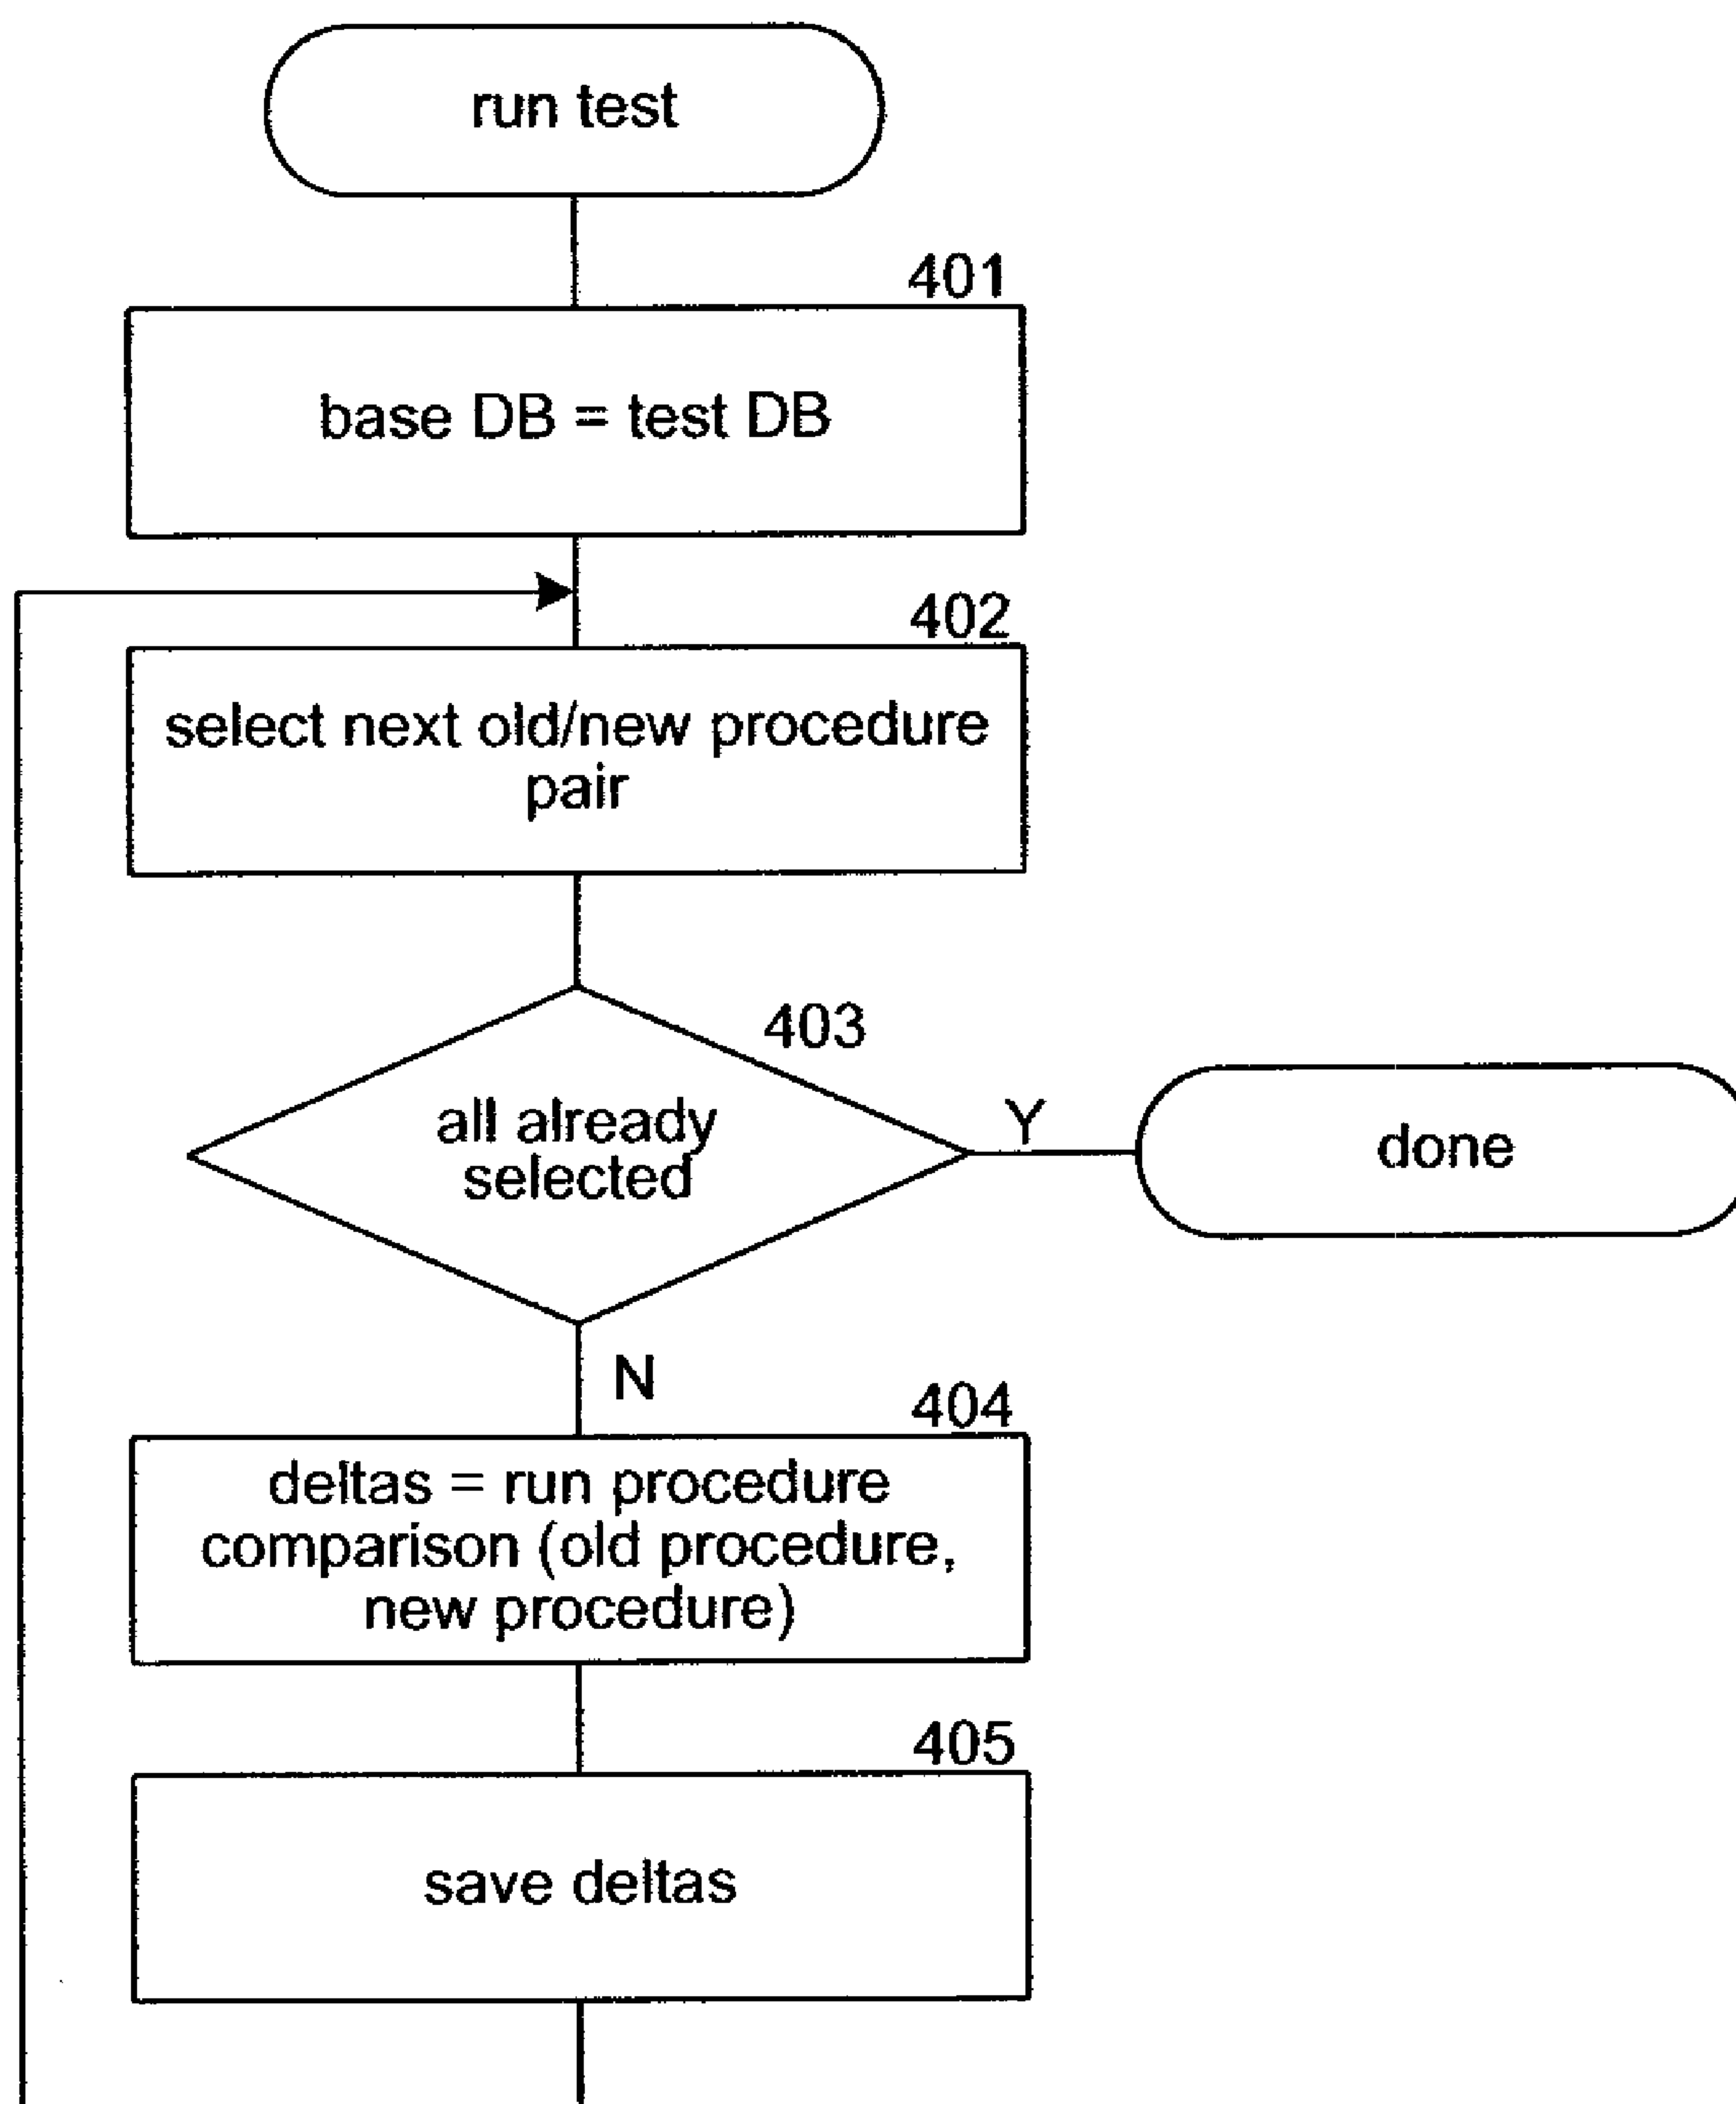 run test
401
base DB = test DB
402
select next old/new procedure
pair
403
all already
selected
Y
done
N
404
deltas = run procedure
comparison (old procedure,
new procedure)
405
save deltas